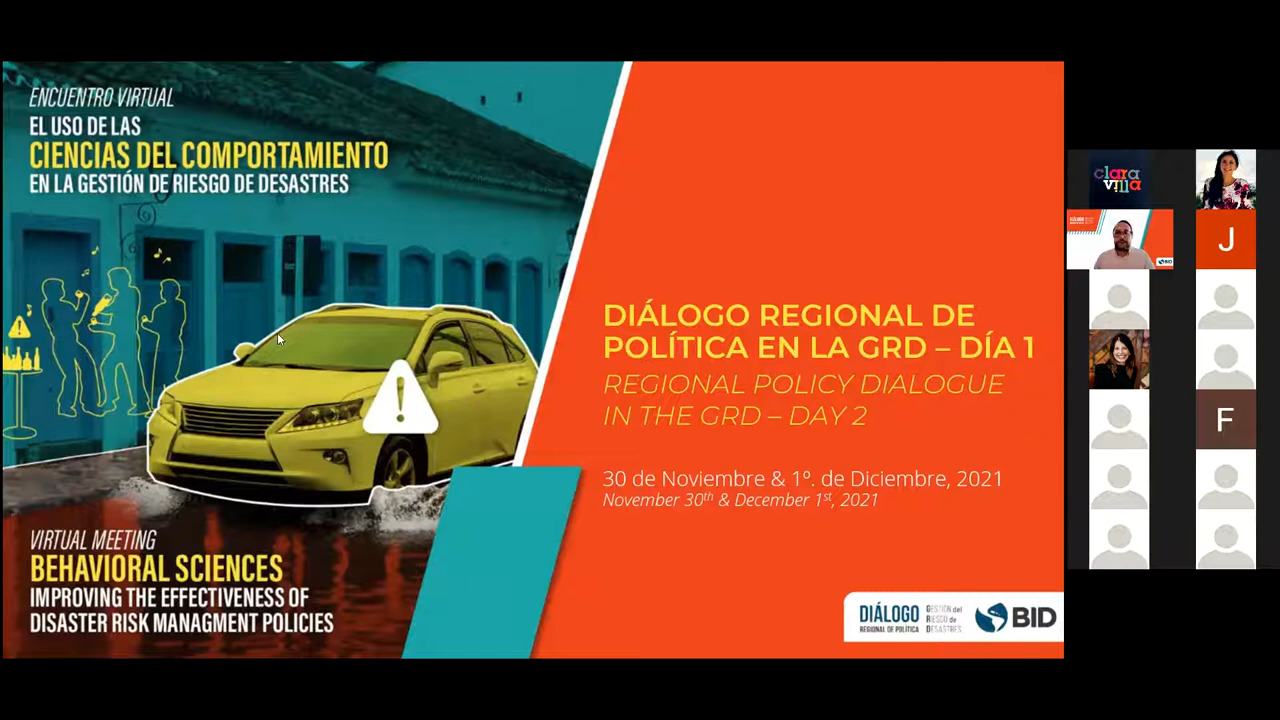 ENCUENTRO VIRTUAL
EL USO DE LAS
CIENCIAS DEL COMPORTAMIENTO
EN LA GESTIÓN DE RIESGO DE DESASTRES
VIRTUAL MEETING
BEHAVIORAL SCIENCES
IMPROVING THE EFFECTIVENESS OF
DISASTER RISK MANAGMENT POLICIES
DIÁLOGO REGIONAL DE
POLÍTICA EN LA GRD – DÍA 1
REGIONAL POLICY DIALOGUE
IN THE GRD – DAY 2
30 de Noviembre & 1º. de Diciembre, 2021
November 30th & December 1st, 2021
DIÁLOGO
REGIONAL DE POLÍTICA
GESTIÓN del
RIESGO de
DESASTRES
BID
clara
villa
J
F
BID